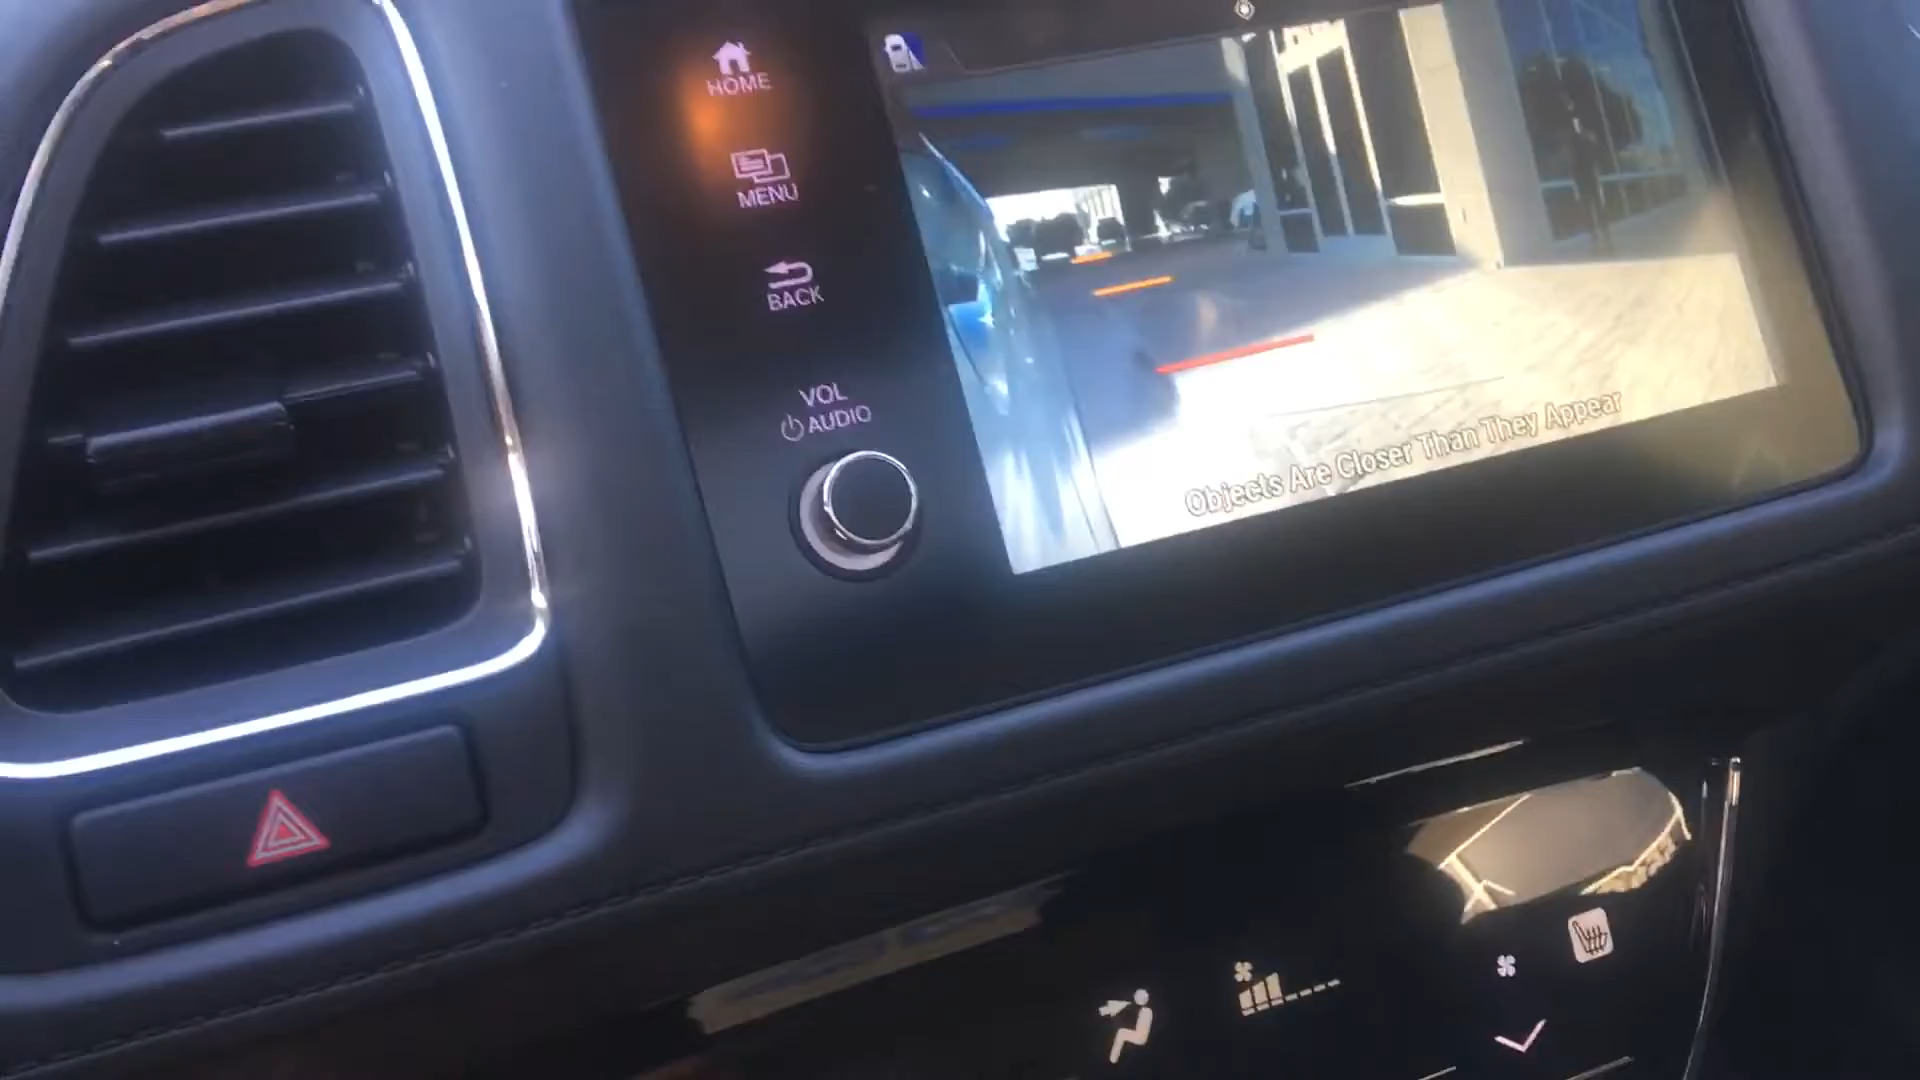 HOME
MENU
BACK
VOL
AUDIO
Objects Are Closer Than They Appear